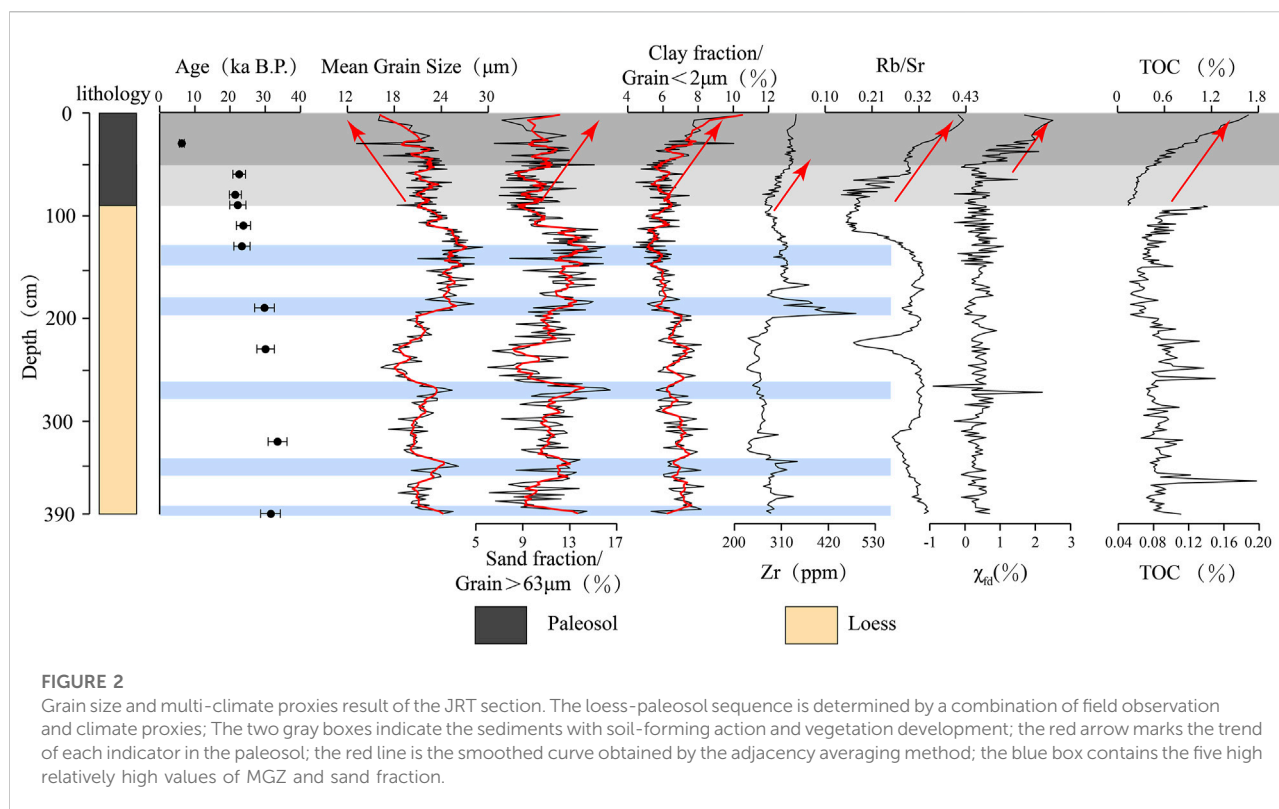 Clay fraction/
Age (ka B.P.) Mean Grain Size (μm) Grain<2μm (%) Rb/Sr TOC (%)
lithology
0 10 20 30 40 12 18 24 30 4 6 8 10 12 0.10 0.21 0.32 0.43 0 0.6 1.2 1.8
0
100
200
300
390
Depth (cm)
5 9 13 17 200 310 420 530 -1 0 1 2 3 0.04 0.08 0.12 0.16 0.20
Sand fraction/
Grain>63μm (%) Zr (ppm) χfd(%) TOC (%)
Paleosol Loess
FIGURE 2
Grain size and multi-climate proxies result of the JRT section. The loess-paleosol sequence is determined by a combination of field observation
and climate proxies; The two gray boxes indicate the sediments with soil-forming action and vegetation development; the red arrow marks the trend
of each indicator in the paleosol; the red line is the smoothed curve obtained by the adjacency averaging method; the blue box contains the five high
relatively high values of MGZ and sand fraction.